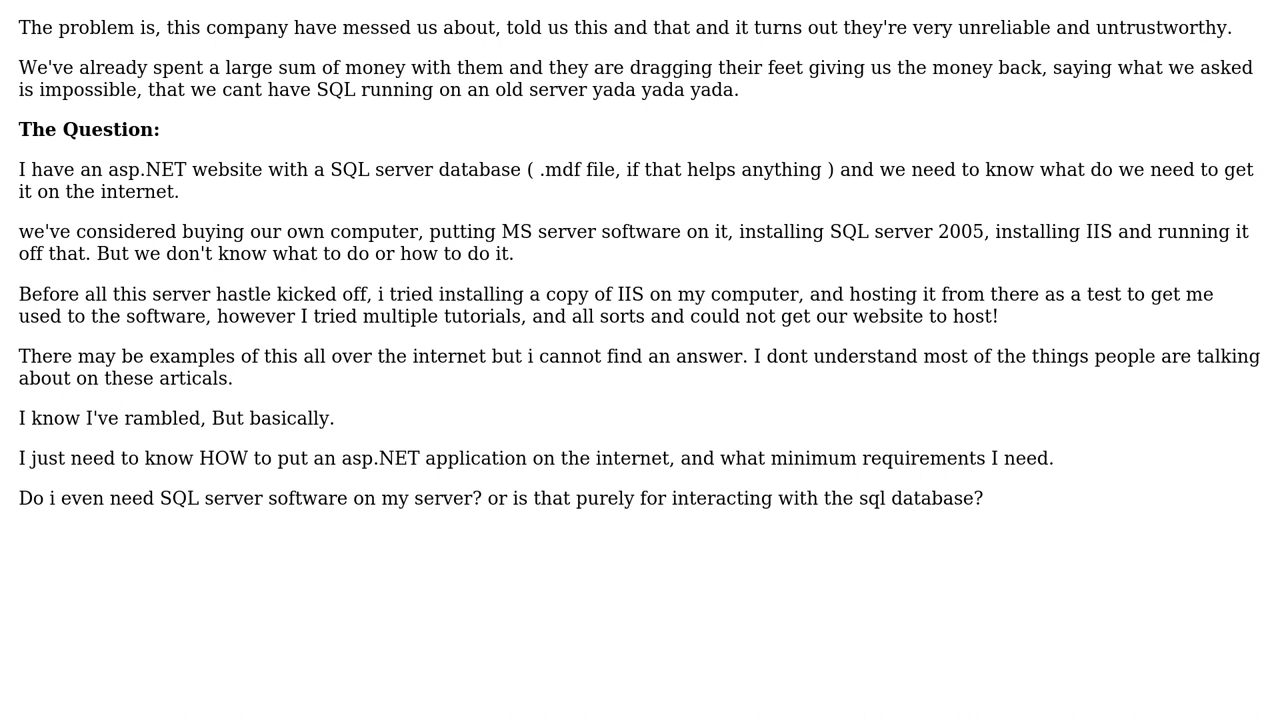 The problem is, this company have messed us about, told us this and that and it turns out they're very unreliable and untrustworthy.
We've already spent a large sum of money with them and they are dragging their feet giving us the money back, saying what we asked
is impossible, that we cant have SQL running on an old server yada yada yada.
The Question:
I have an asp.NET website with a SQL server database ( .mdf file, if that helps anything ) and we need to know what do we need to get
it on the internet.
we've considered buying our own computer, putting MS server software on it, installing SQL server 2005, installing IIS and running it
off that. But we don't know what to do or how to do it.
Before all this server hastle kicked off, i tried installing a copy of IIS on my computer, and hosting it from there as a test to get me
used to the software, however I tried multiple tutorials, and all sorts and could not get our website to host!
There may be examples of this all over the internet but i cannot find an answer. I dont understand most of the things people are talking
about on these articals.
I know I've rambled, But basically.
I just need to know HOW to put an asp.NET application on the internet, and what minimum requirements I need.
Do i even need SQL server software on my server? or is that purely for interacting with the sql database?